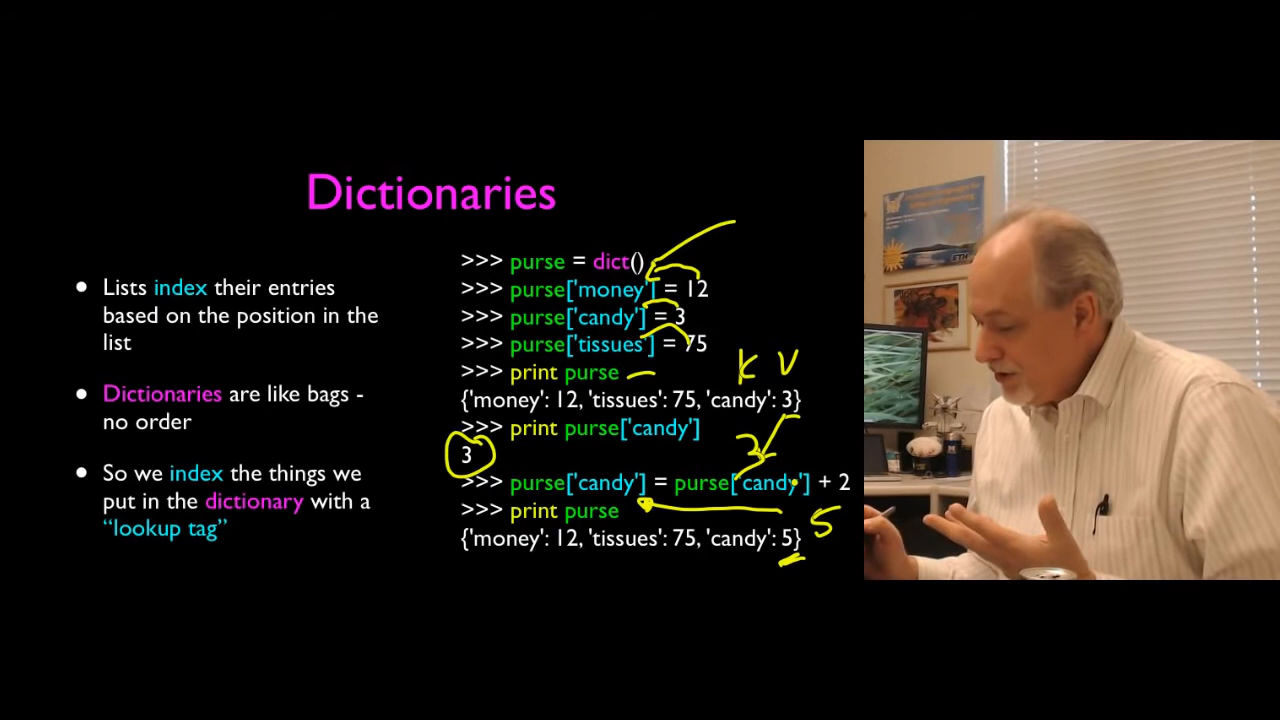 Dictionaries
• Lists index their entries
based on the position in the
list
• Dictionaries are like bags -
no order
• So we index the things we
put in the dictionary with a
“lookup tag”
>>> purse = dict()
>>> purse['money'] = 12
>>> purse['candy'] = 3
>>> purse['tissues'] = 75
>>> print purse
K V
{'money': 12, 'tissues': 75, 'candy': 3}
>>> print purse['candy']
3
3
>>> purse['candy'] = purse['candy'] + 2
>>> print purse
5
{'money': 12, 'tissues': 75, 'candy': 5}